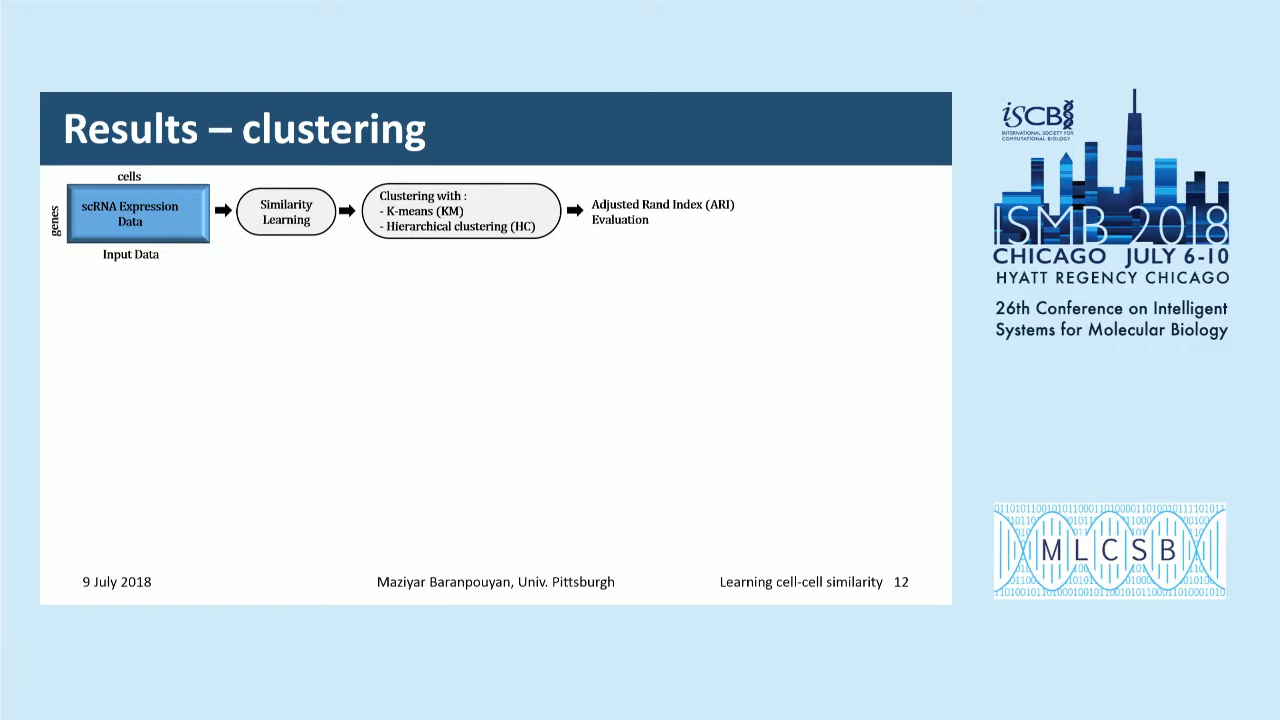 Results – clustering
cells
genes
scRNA Expression
Data
Input Data
Similarity
Learning
Clustering with :
- K-means (KM)
- Hierarchical clustering (HC)
Adjusted Rand Index (ARI)
Evaluation
9 July 2018
Maziyar Baranpouyan, Univ. Pittsburgh
Learning cell-cell similarity 12
iSCB
INTERNATIONAL SOCIETY FOR
COMPUTATIONAL BIOLOGY
ISMB 2018
CHICAGO JULY 6-10
HYATT REGENCY CHICAGO
26th Conference on Intelligent
Systems for Molecular Biology
MLCSB